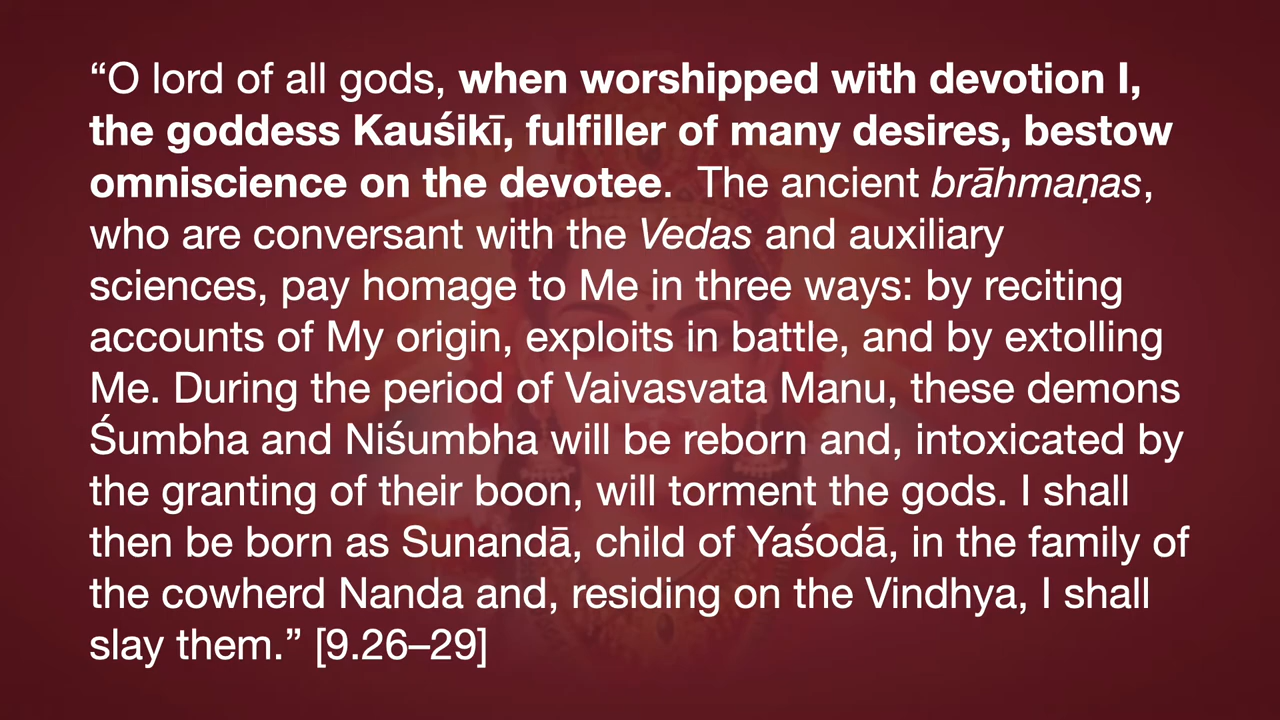 “O lord of all gods, when worshipped with devotion I,
the goddess Kauśikī, fulfiller of many desires, bestow
omniscience on the devotee.  The ancient brāhmaṇas,
who are conversant with the Vedas and auxiliary
sciences, pay homage to Me in three ways: by reciting
accounts of My origin, exploits in battle, and by extolling
Me. During the period of Vaivasvata Manu, these demons
Śumbha and Niśumbha will be reborn and, intoxicated by
the granting of their boon, will torment the gods. I shall
then be born as Sunandā, child of Yaśodā, in the family of
the cowherd Nanda and, residing on the Vindhya, I shall
slay them.” [9.26–29]